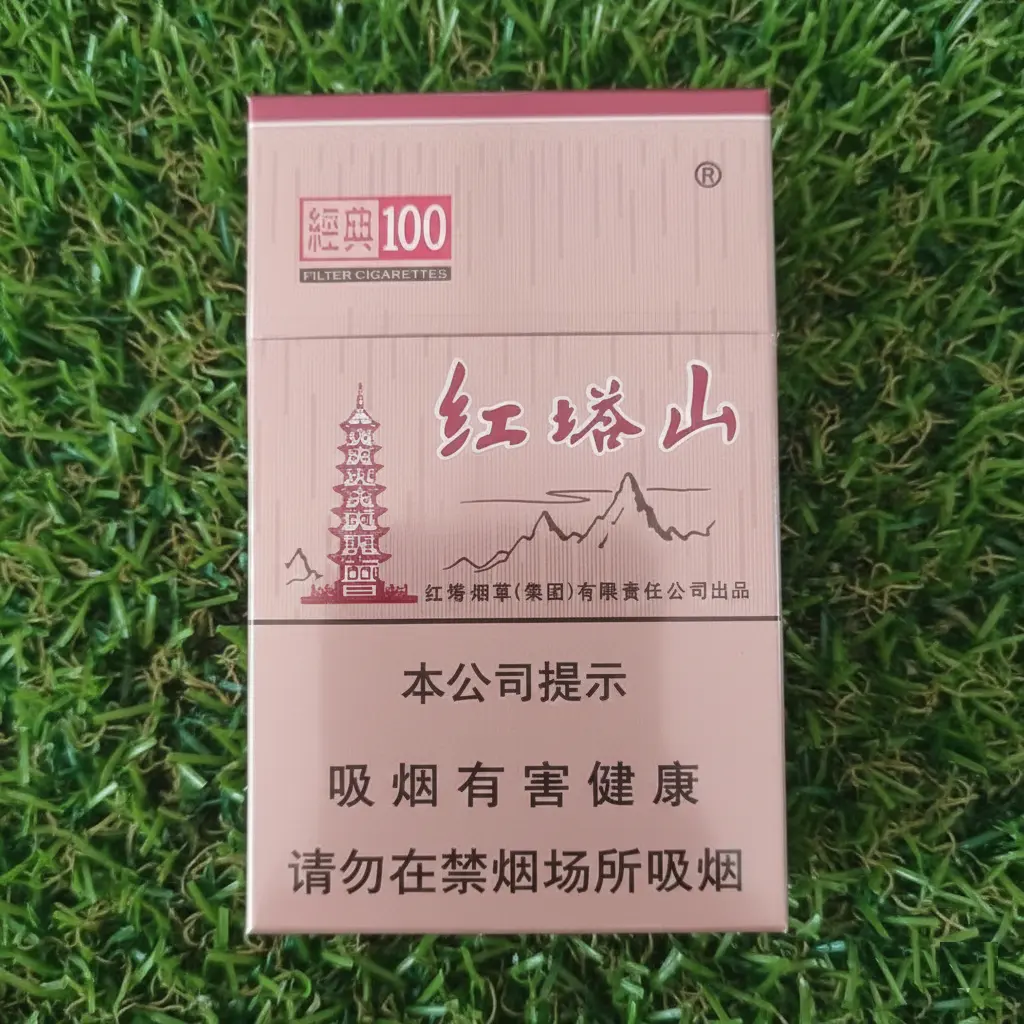 ®
經典100
FILTER CIGARETTES
红塔山
红塔烟草(集团)有限责任公司出品
本公司提示
吸烟有害健康
请勿在禁烟场所吸烟